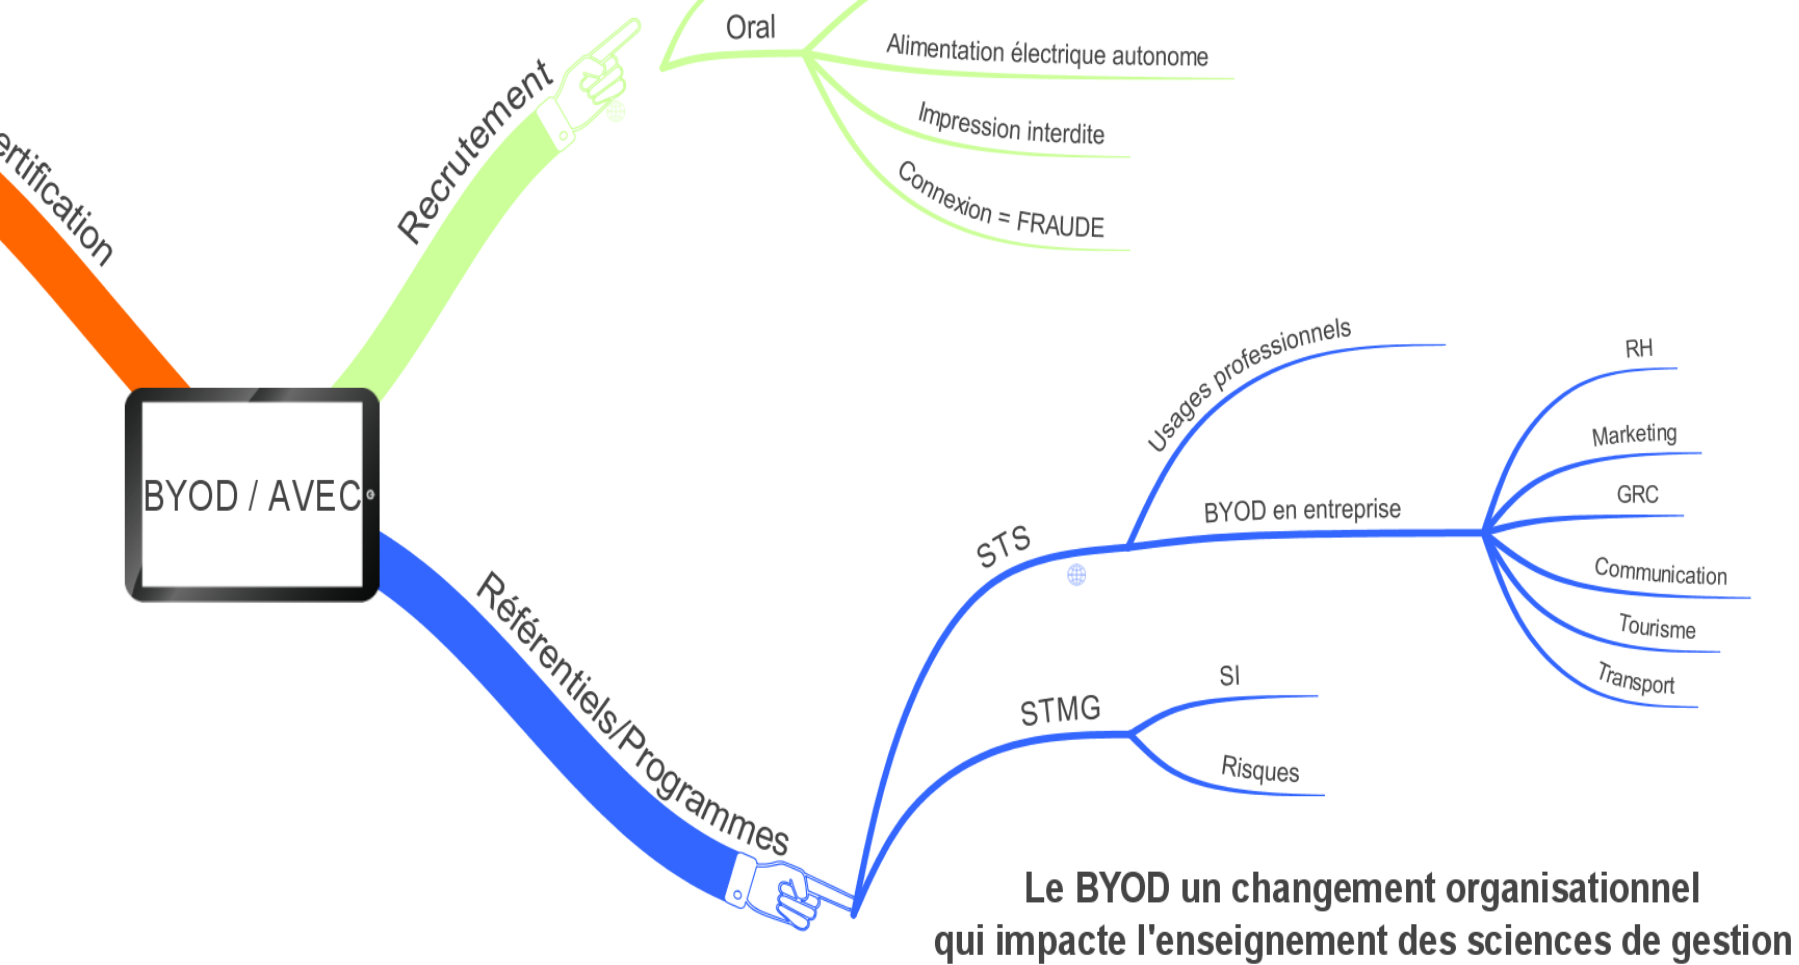 Oral
Alimentation électrique autonome
Impression interdite
Connexion = FRAUDE
Recrutement
ertification
BYOD / AVEC
Référentiels/Programmes
STS
Usages professionnels
BYOD en entreprise
RH
Marketing
GRC
Communication
Tourisme
Transport
STMG
SI
Risques
Le BYOD un changement organisationnel
qui impacte l'enseignement des sciences de gestion